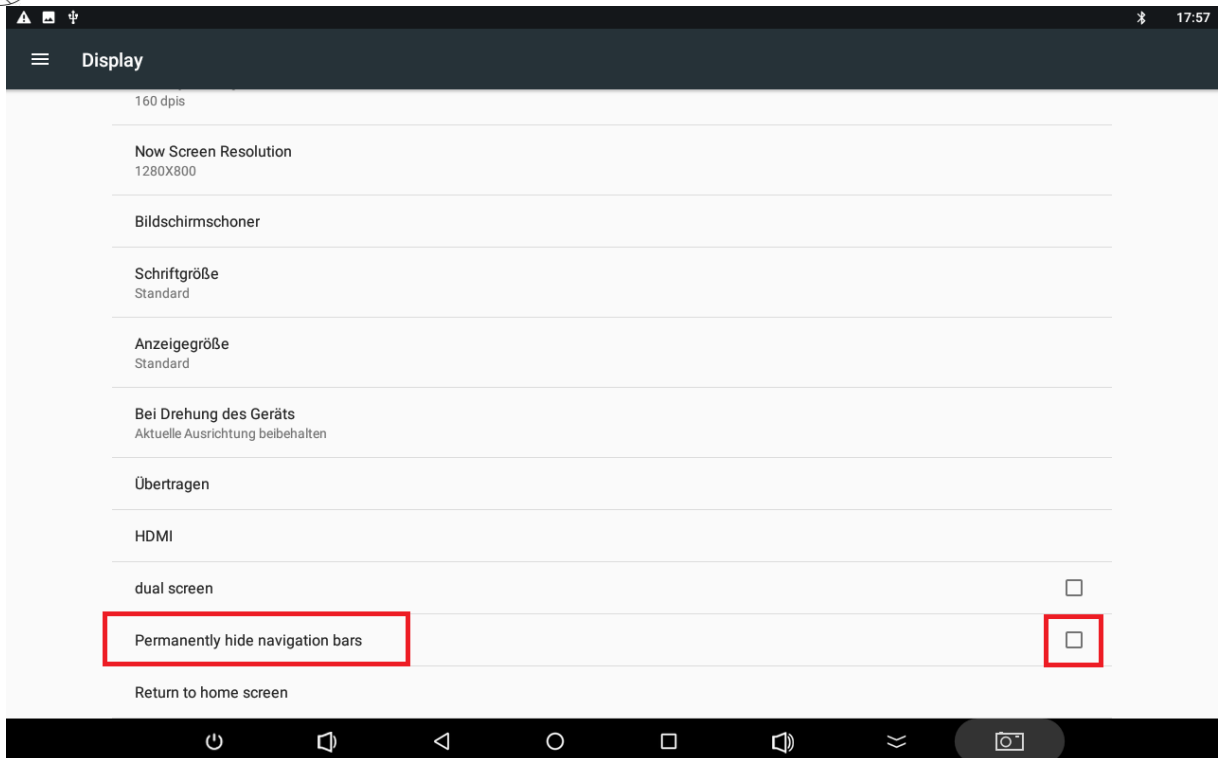 17:57
Display
160 dpis
Now Screen Resolution
1280X800
Bildschirmschoner
Schriftgröße
Standard
Anzeigegröße
Standard
Bei Drehung des Geräts
Aktuelle Ausrichtung beibehalten
Übertragen
HDMI
dual screen
Permanently hide navigation bars
Return to home screen